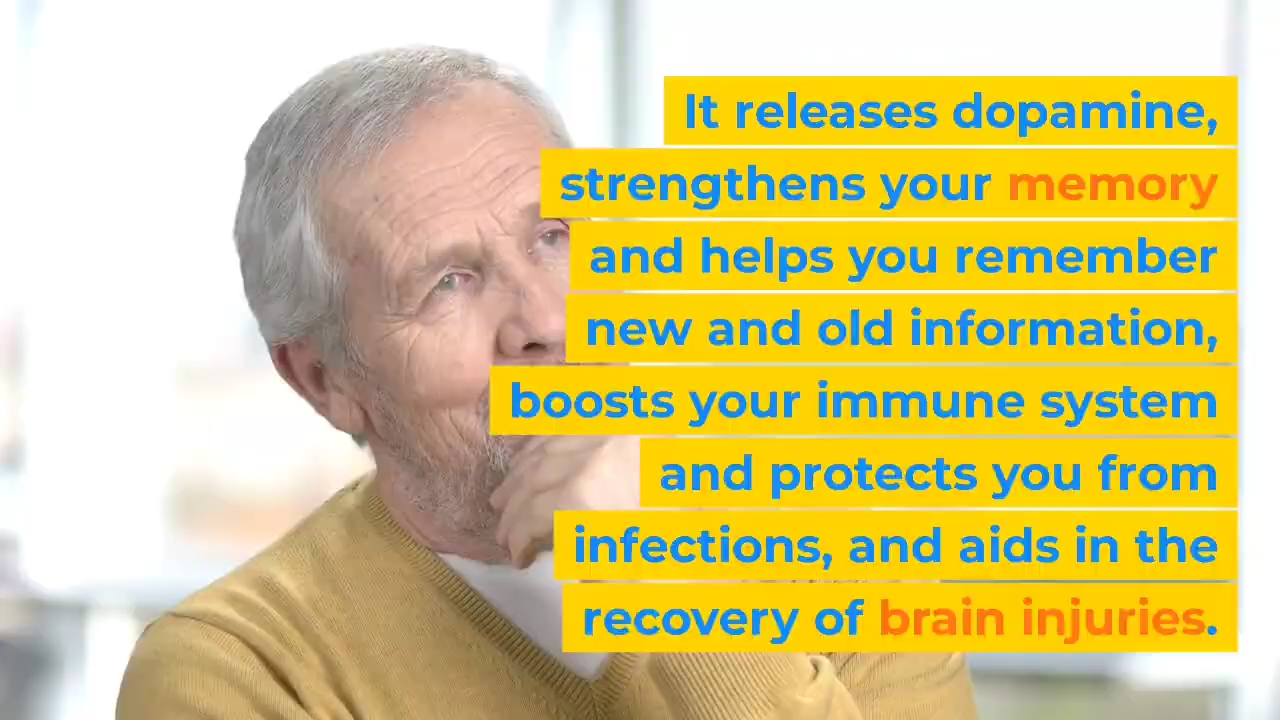 It releases dopamine,
strengthens your memory
and helps you remember
new and old information,
boosts your immune system
and protects you from
infections, and aids in the
recovery of brain injuries.